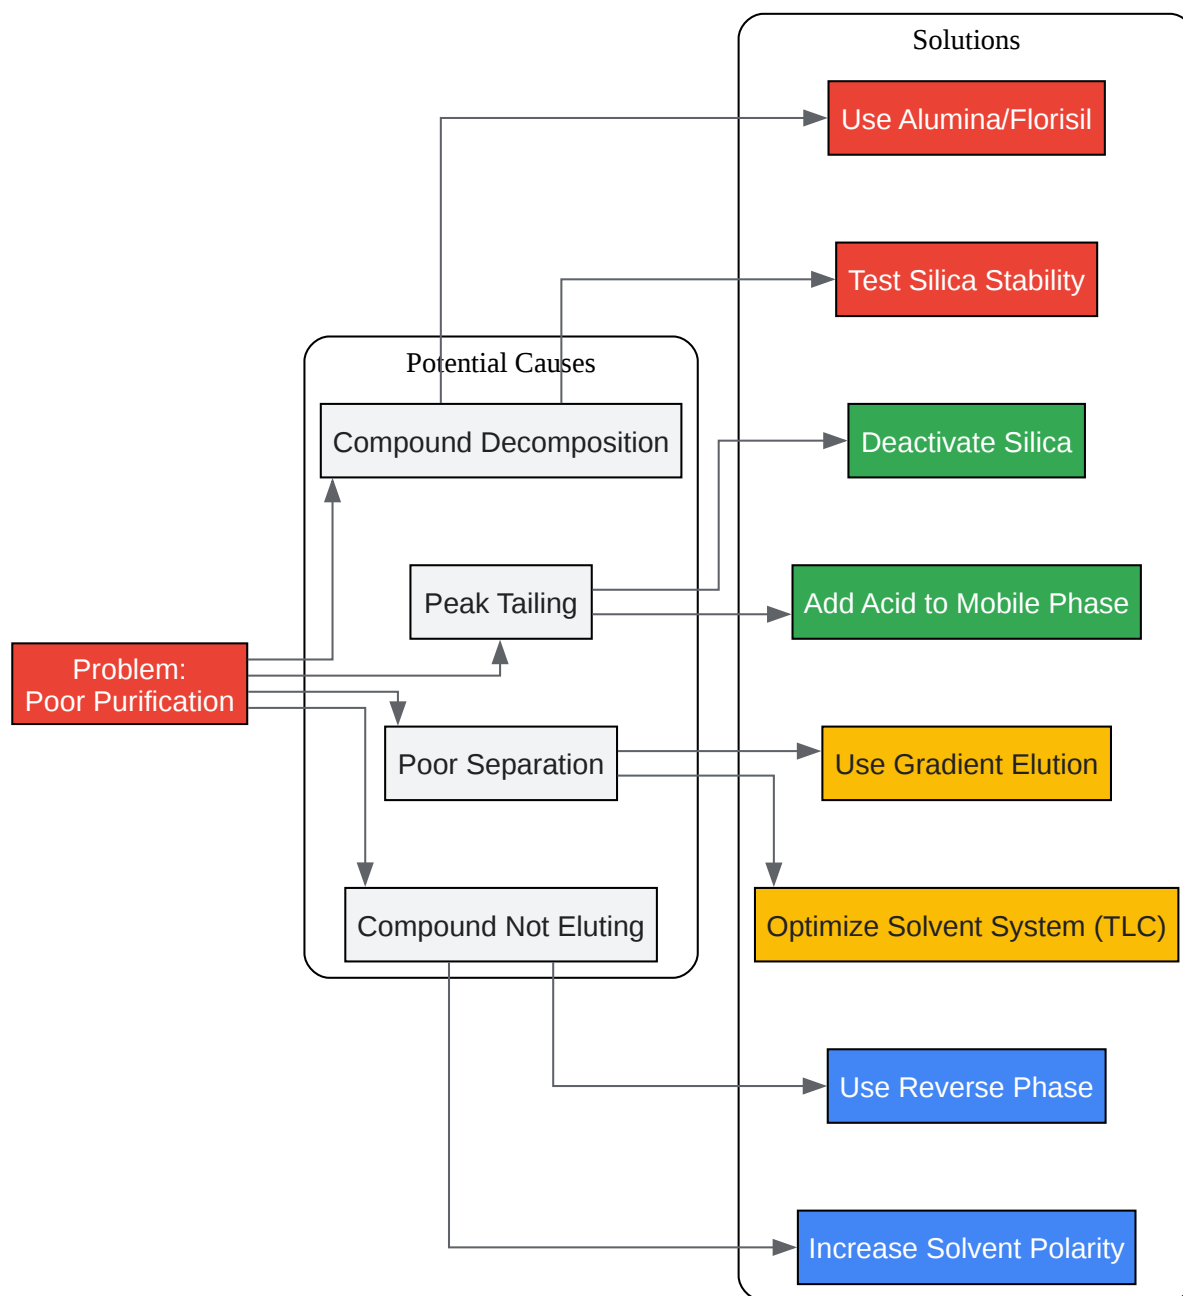 Solutions
Use Alumina/Florisil
Test Silica Stability
Potential Causes
Compound Decomposition
Deactivate Silica
Peak Tailing
Add Acid to Mobile Phase
Problem:
Poor Purification
Poor Separation
Use Gradient Elution
Compound Not Eluting
Optimize Solvent System (TLC)
Use Reverse Phase
Increase Solvent Polarity